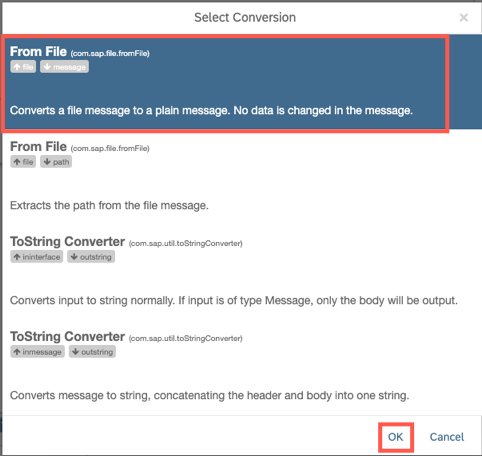 Select Conversion ×
From File (com.sap.file.fromFile)
file message
Converts a file message to a plain message. No data is changed in the message.
From File (com.sap.file.fromFile)
file path
Extracts the path from the file message.
ToString Converter (com.sap.util.toStringConverter)
ininterface outstring
Converts input to string normally. If input is of type Message, only the body will be output.
ToString Converter (com.sap.util.toStringConverter)
inmessage outstring
Converts message to string, concatenating the header and body into one string.
OK Cancel